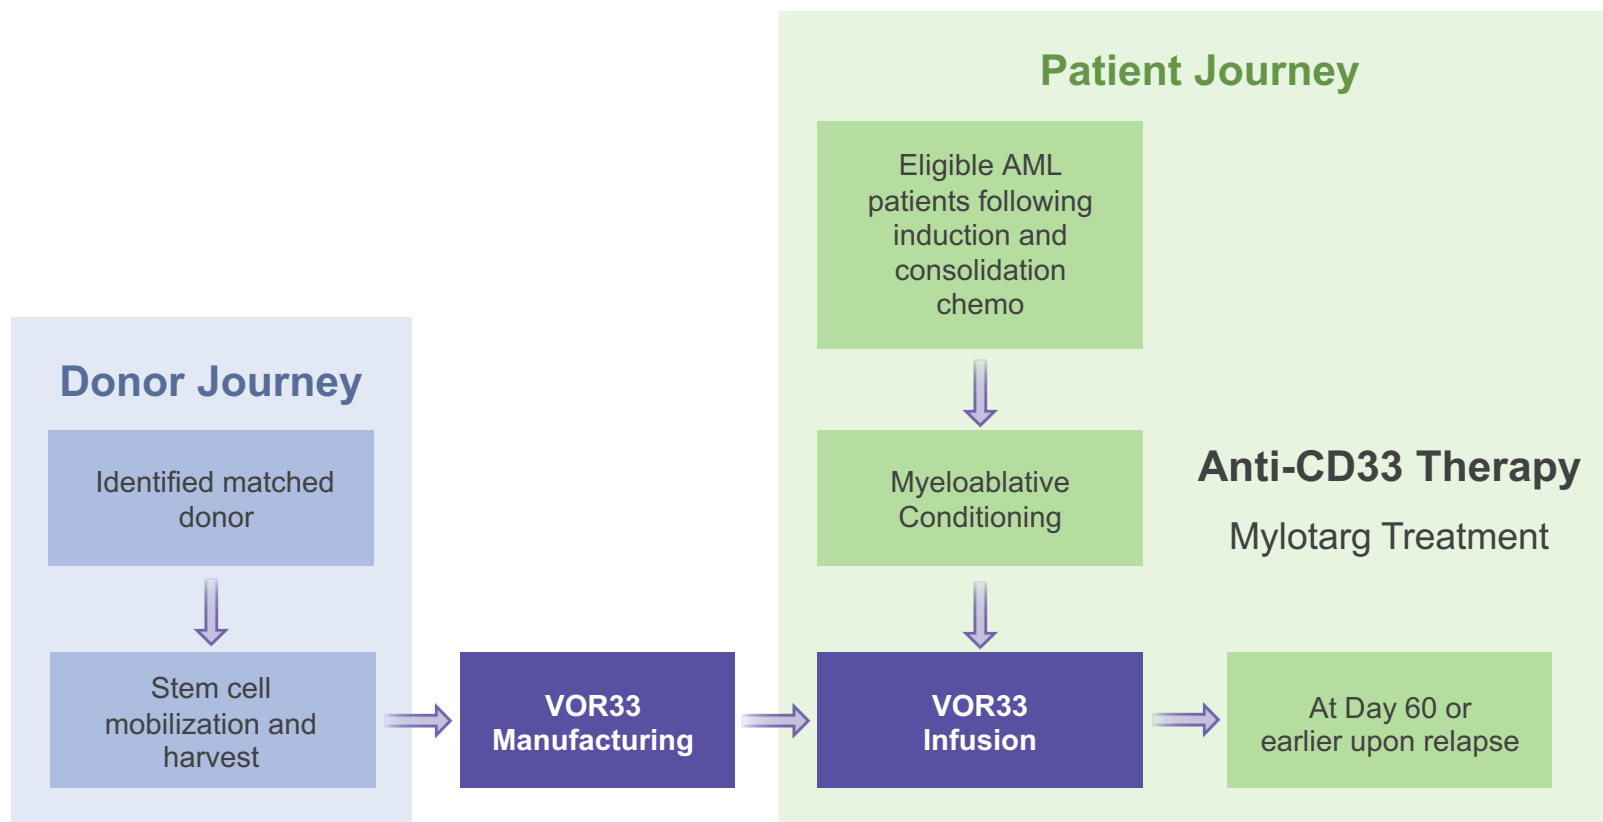 Patient Journey
Eligible AML
patients following
induction and
consolidation
chemo
Donor Journey
Identified matched
donor
Myeloablative
Conditioning
Anti-CD33 Therapy
Mylotarg Treatment
Stem cell
mobilization and
harvest
VOR33
Manufacturing
VOR33
Infusion
At Day 60 or
earlier upon relapse